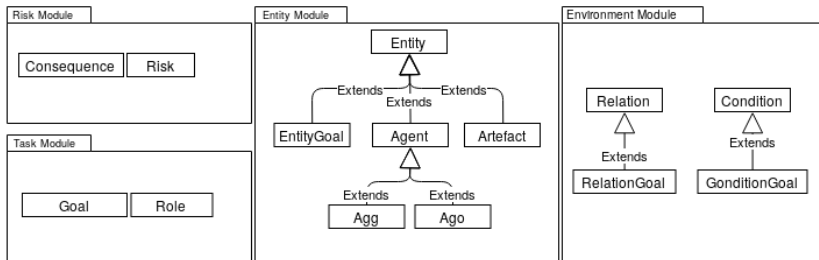 Risk Module
Consequence
Risk
Task Module
Goal
Role
Entity Module
Entity
Extends
Extends
Extends
EntityGoal
Agent
Artefact
Extends
Extends
Agg
Ago
Environment Module
Relation
Condition
Extends
Extends
RelationGoal
GonditionGoal